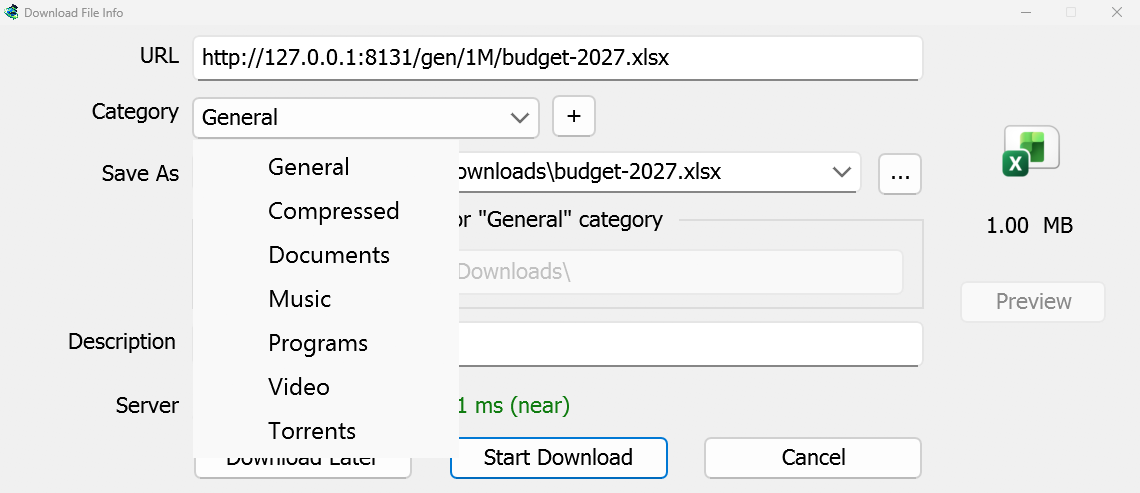 Download File Info
URL
http://127.0.0.1:8131/gen/1M/budget-2027.xlsx
Category
General
+
General
Compressed
Documents
Music
Programs
Video
Torrents
Save As
ownloads\budget-2027.xlsx
...
or "General" category
Downloads\
X
1.00 MB
Preview
Description
Server
1 ms (near)
Download Later
Start Download
Cancel